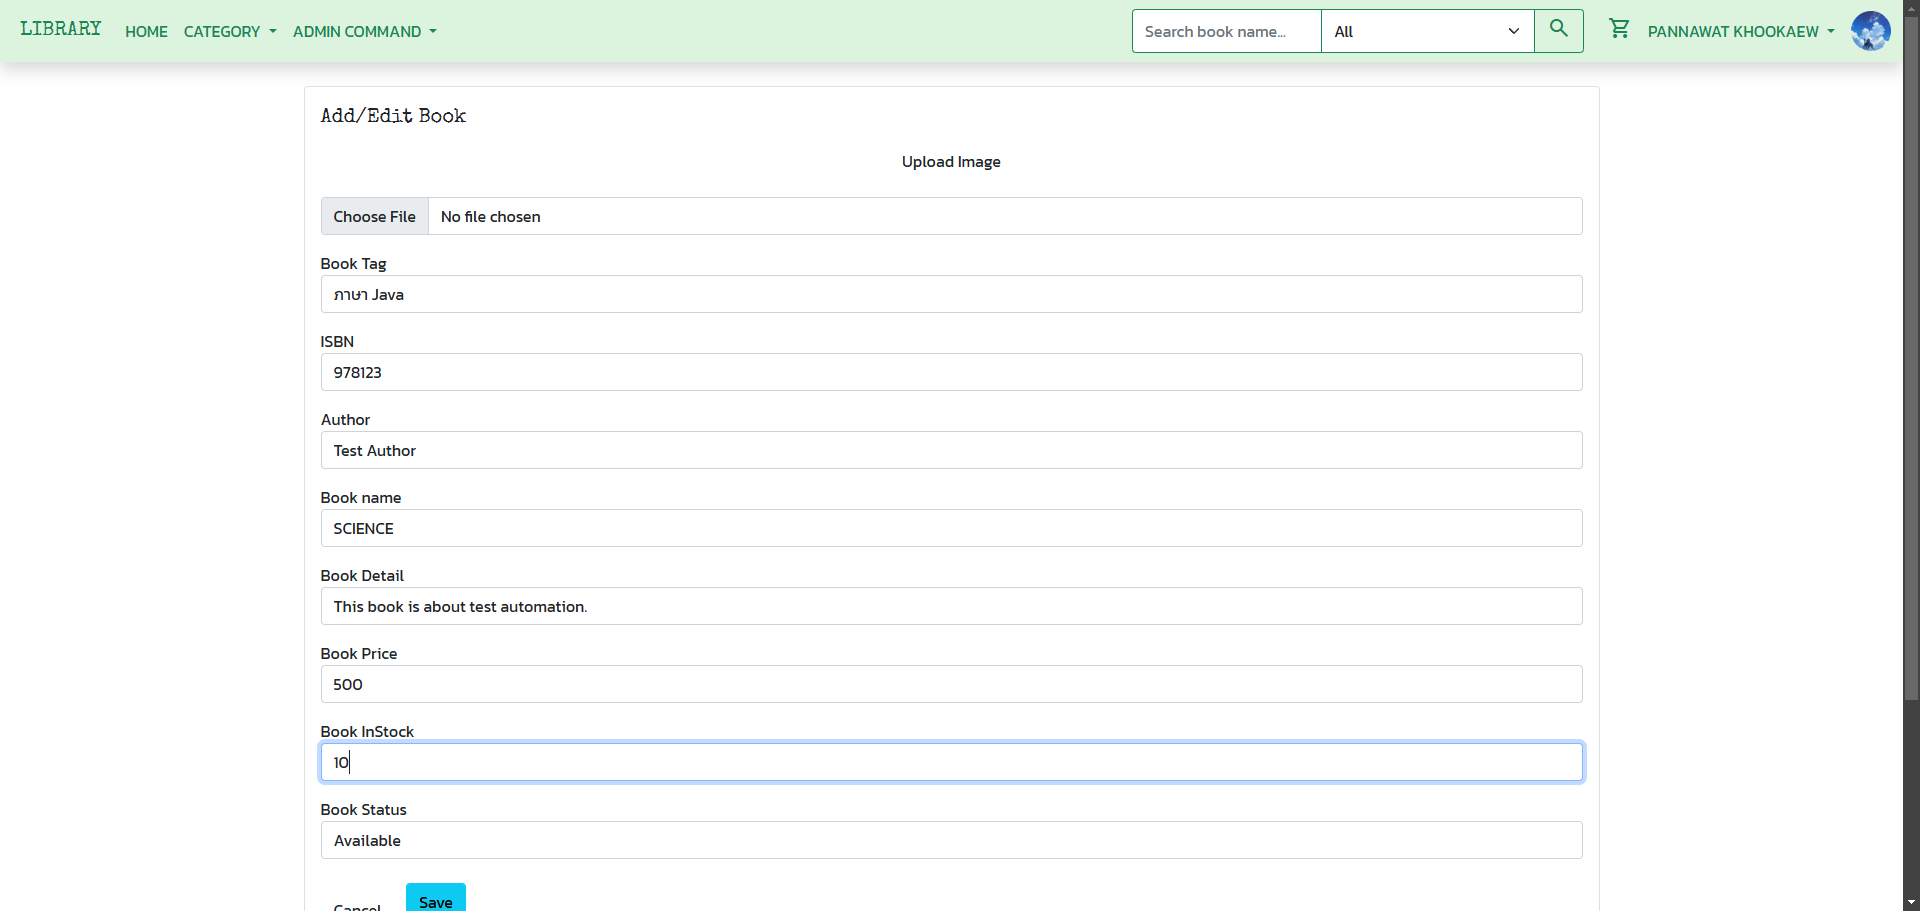 LIBRARY HOME CATEGORY ADMIN COMMAND Search book name... All PANNAWAT KHOOKAEW
Add/Edit Book
Upload Image
Choose File No file chosen
Book Tag
ภาษา Java
ISBN
978123
Author
Test Author
Book name
SCIENCE
Book Detail
This book is about test automation.
Book Price
500
Book InStock
10
Book Status
Available
Cancel Save